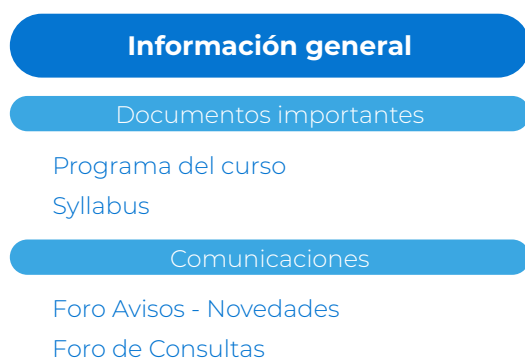 Información general
Documentos importantes
Programa del curso
Syllabus
Comunicaciones
Foro Avisos - Novedades
Foro de Consultas